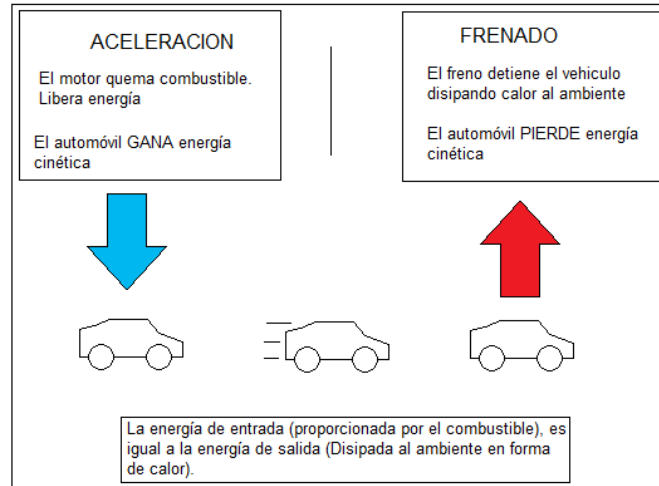 ACELERACION
El motor quema combustible.
Libera energía
El automóvil GANA energía
cinética
FRENADO
El freno detiene el vehiculo
disipando calor al ambiente
El automóvil PIERDE energía
cinética
La energía de entrada (proporcionada por el combustible), es
igual a la energía de salida (Disipada al ambiente en forma
de calor).